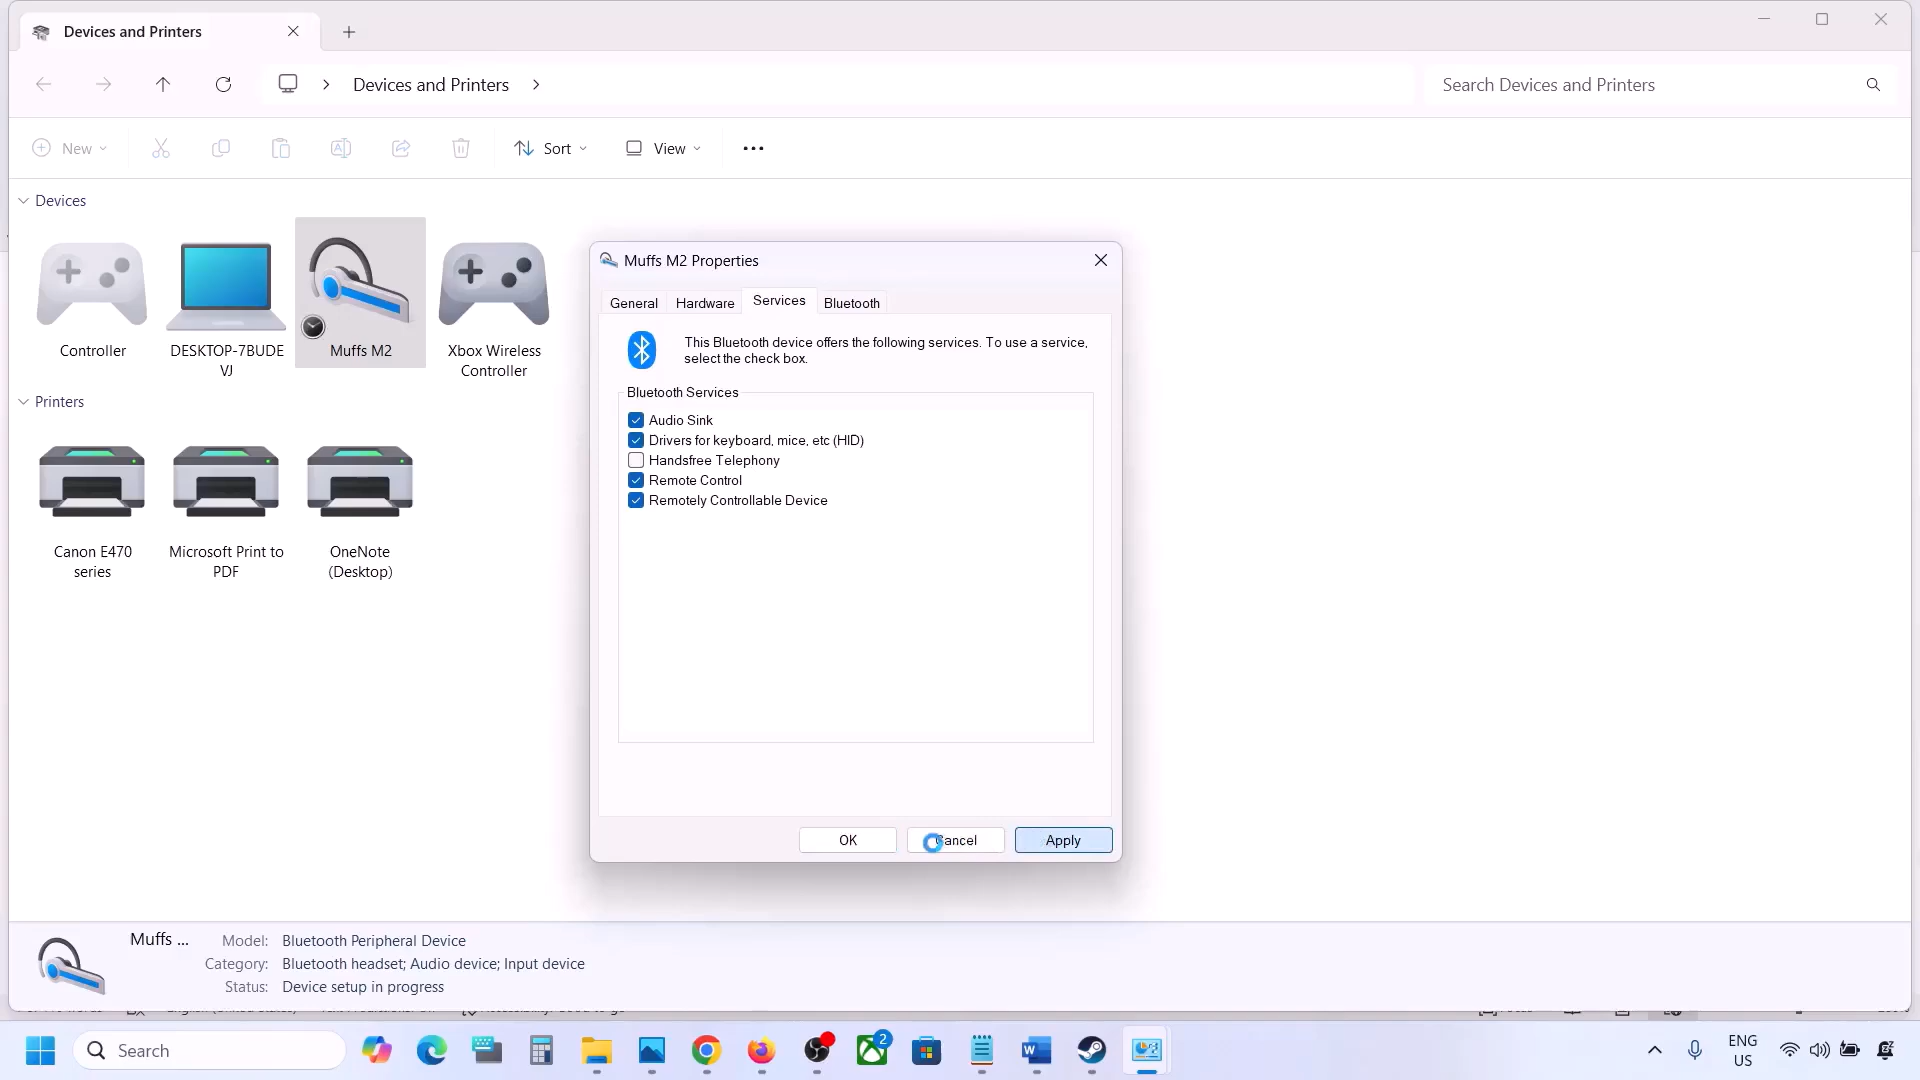 Devices and Printers
Devices and Printers
Search Devices and Printers
New
Sort
View
Devices
Controller
DESKTOP-7BUDE
VJ
Muffs M2
Xbox Wireless
Controller
Printers
Canon E470
series
Microsoft Print to
PDF
OneNote
(Desktop)
Muffs M2 Properties
General
Hardware
Services
Bluetooth
This Bluetooth device offers the following services. To use a service,
select the check box.
Bluetooth Services
Audio Sink
Drivers for keyboard, mice, etc (HID)
Handsfree Telephony
Remote Control
Remotely Controllable Device
OK
Cancel
Apply
Muffs ...
Model: Bluetooth Peripheral Device
Category: Bluetooth headset; Audio device; Input device
Status: Device setup in progress
Search
2
ENG
US